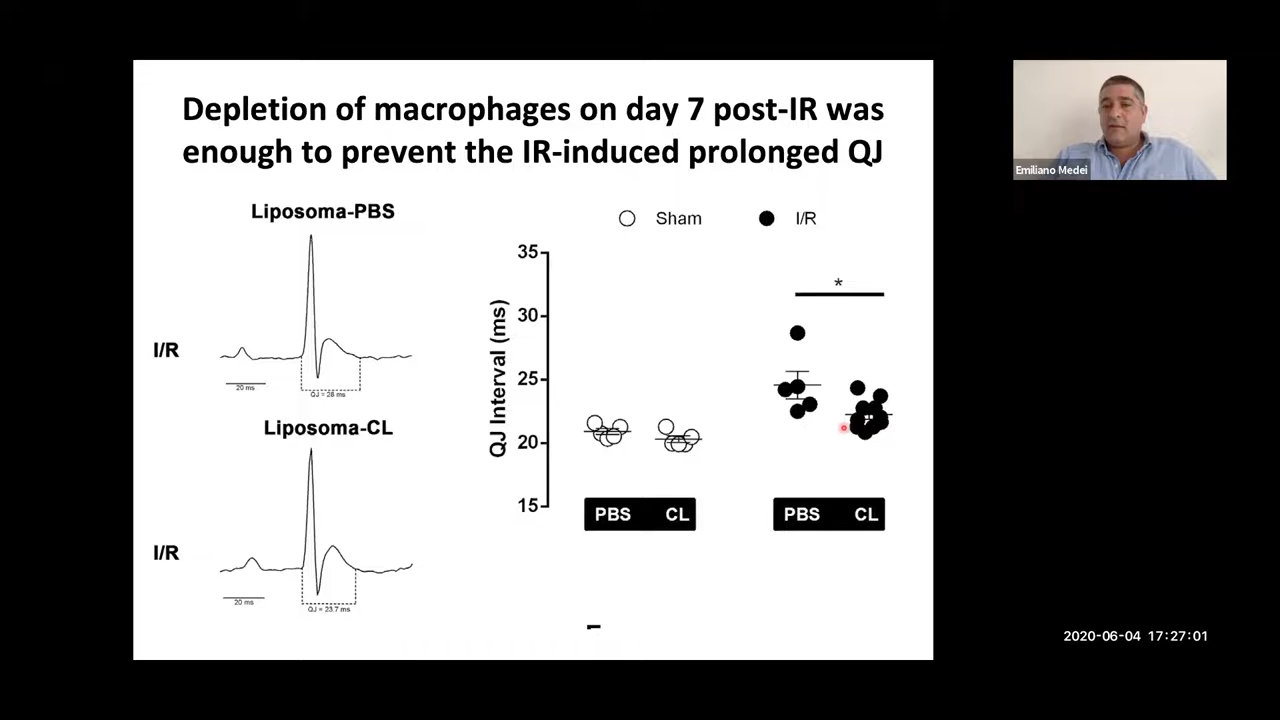 Depletion of macrophages on day 7 post-IR was
enough to prevent the IR-induced prolonged QJ
Emiliano Medei
Liposoma-PBS
I/R
20 ms
QJ = 28 ms
Liposoma-CL
I/R
20 ms
QJ = 23.7 ms
Sham
I/R
*
QJ Interval (ms)
35
30
25
20
15
PBS
CL
PBS
CL
2020-06-04 17:27:01